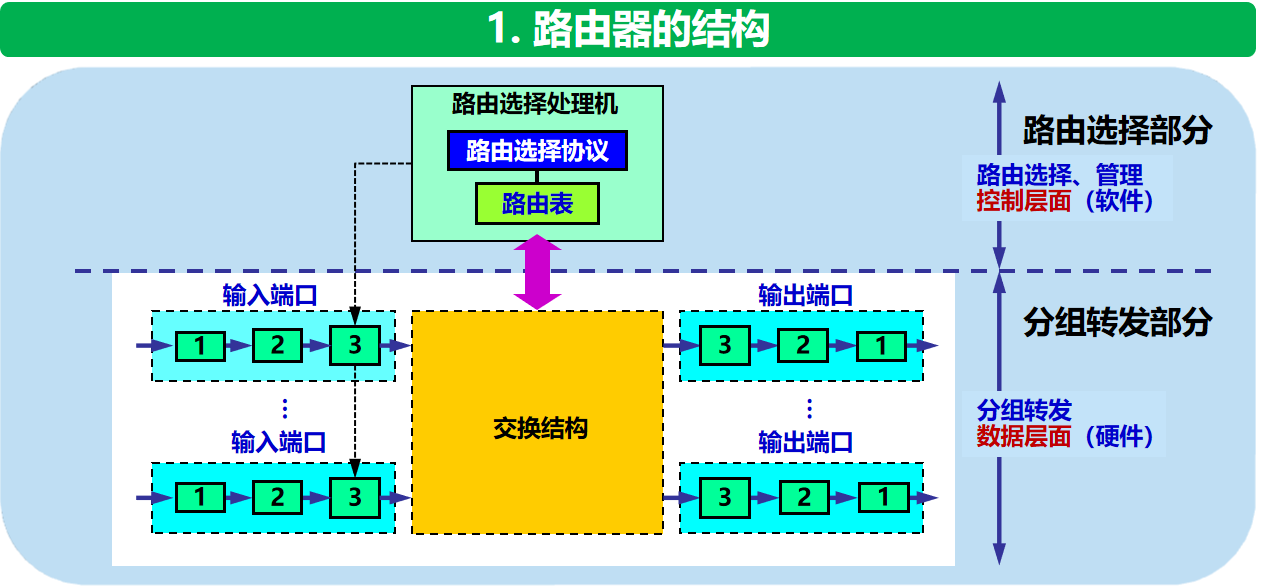 1. 路由器的结构
路由选择处理机
路由选择协议
路由表
路由选择部分
路由选择、管理
控制层面（软件）
输入端口
输出端口
1 2 3
3 2 1
交换结构
分组转发部分
分组转发
数据层面（硬件）
⋮
⋮
输入端口
输出端口
1 2 3
3 2 1